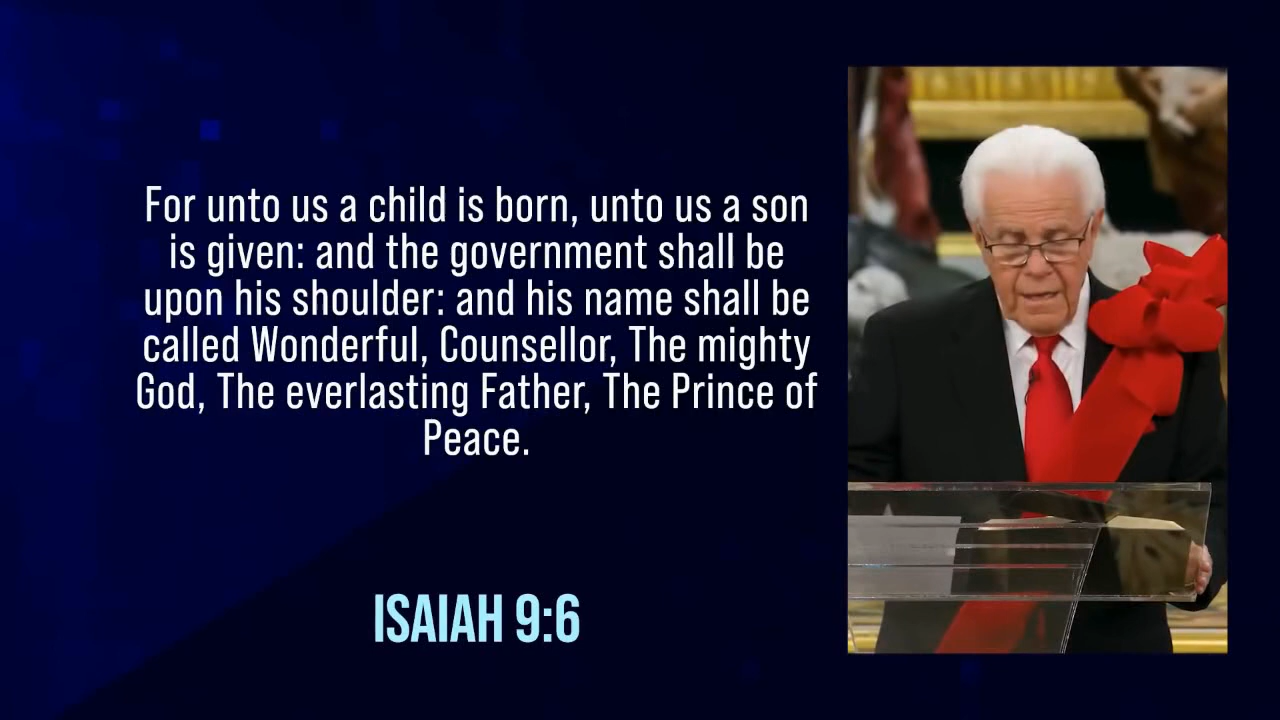 For unto us a child is born, unto us a son
is given: and the government shall be
upon his shoulder: and his name shall be
called Wonderful, Counsellor, The mighty
God, The everlasting Father, The Prince of
Peace.
ISAIAH 9:6